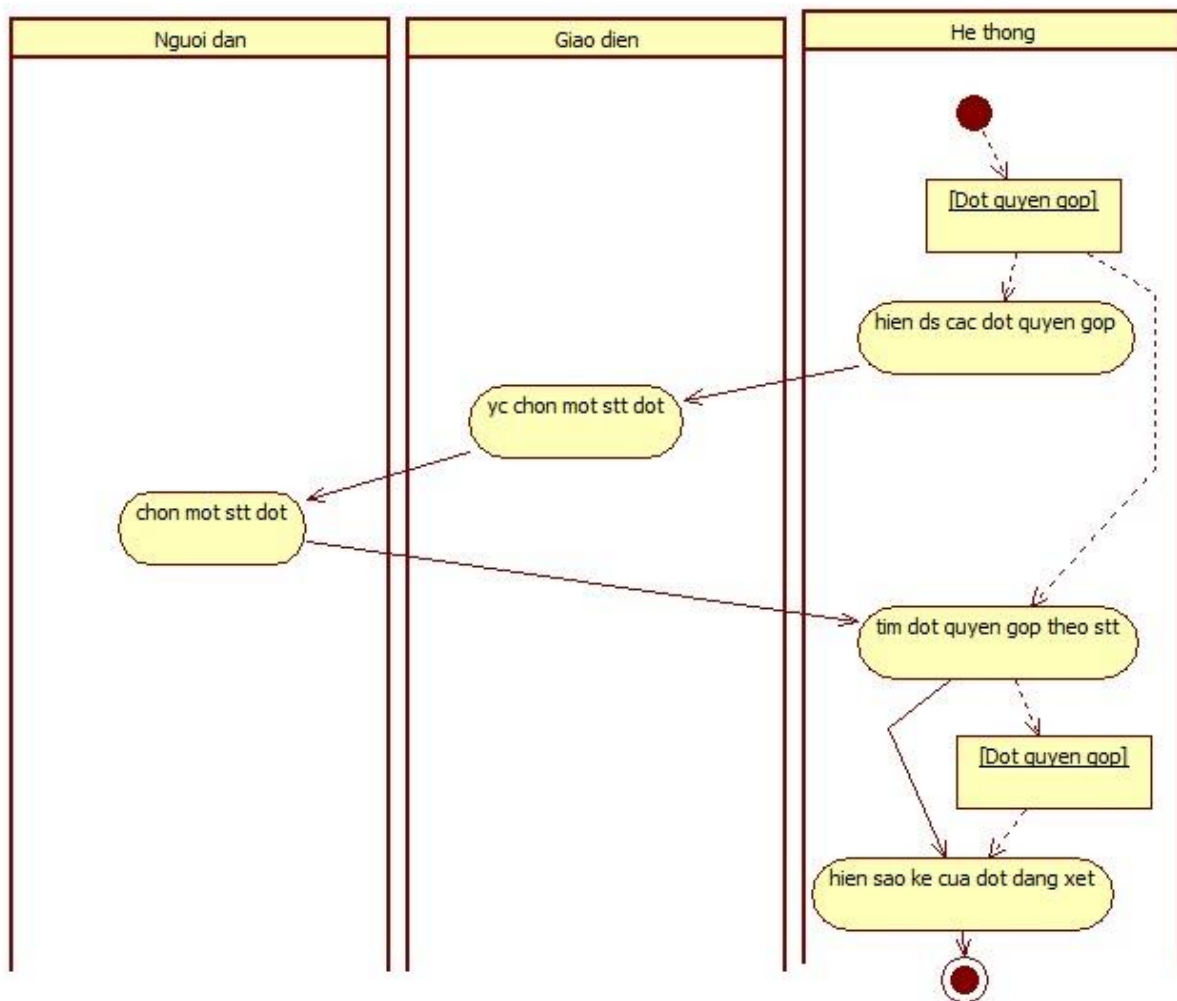 Nguoi dan
Giao dien
He thong
[Dot quyen gop]
hien ds cac dot quyen gop
yc chon mot stt dot
chon mot stt dot
tim dot quyen gop theo stt
[Dot quyen gop]
hien sao ke cua dot dang xet